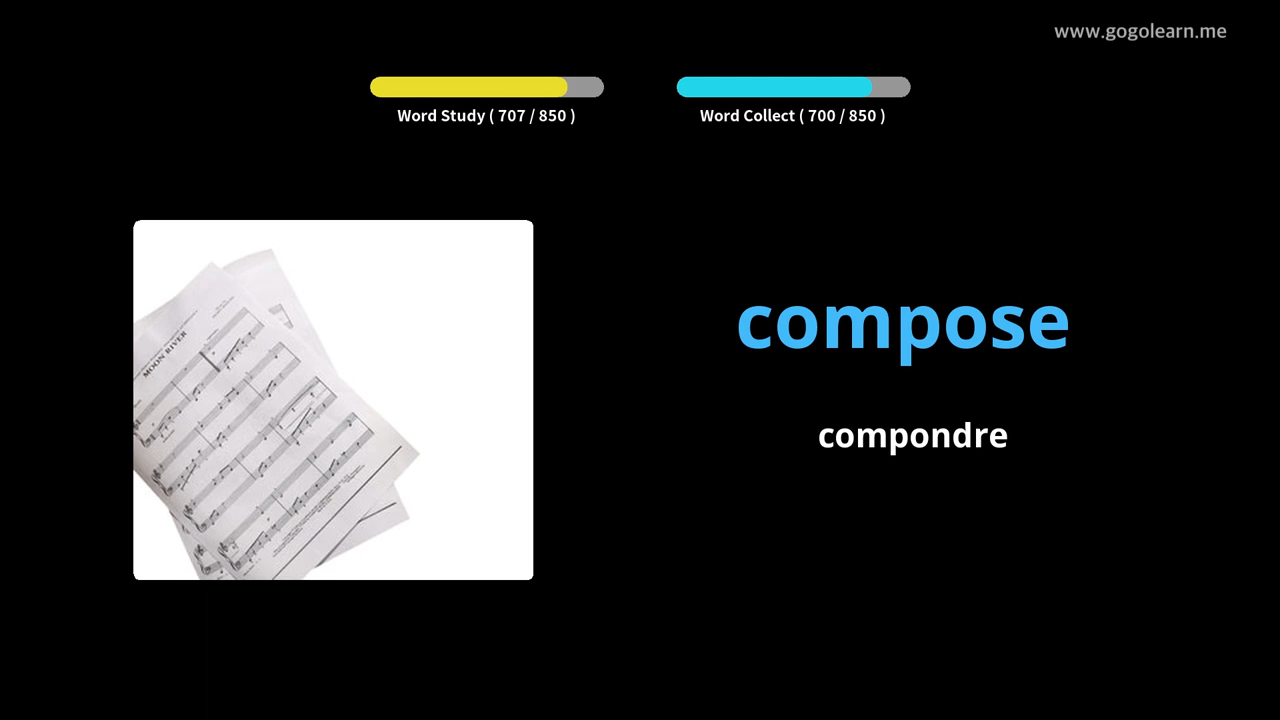 www.gogolearn.me
Word Study ( 707 / 850 )
Word Collect ( 700 / 850 )
MOON RIVER
compose
compondre